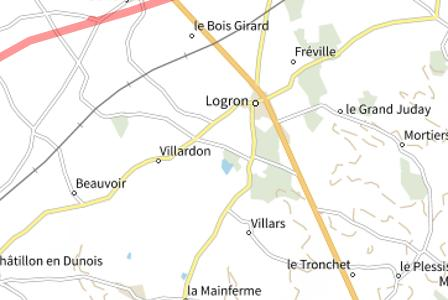 le Bois Girard
Fréville
Logron
le Grand Juday
Mortiers
Villardon
Beauvoir
Villars
hâtillon en Dunois
le Tronchet
le Plessis
la Mainferme
M